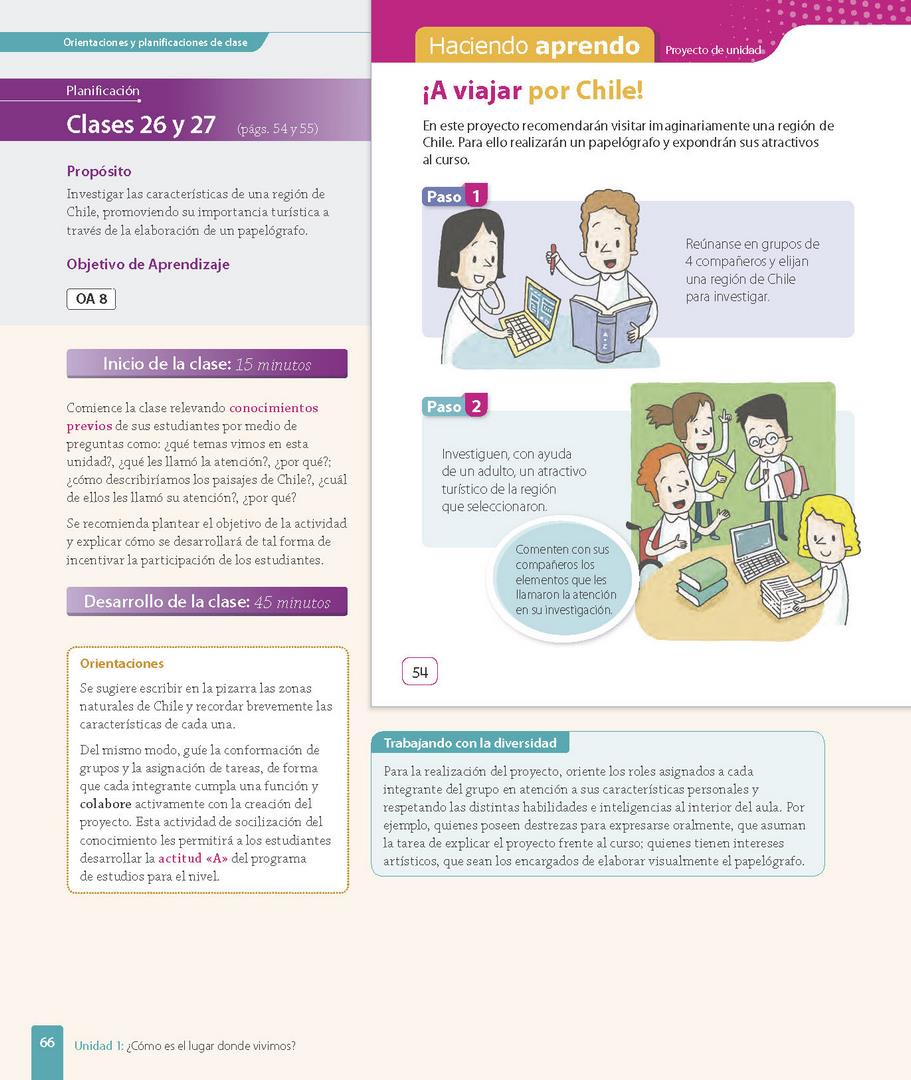 Orientaciones y planificaciones de clase
Planificación
Clases 26 y 27 (págs. 54 y 55)
Propósito
Investigar las características de una región de
Chile, promoviendo su importancia turística a
través de la elaboración de un papelógrafo.
Objetivo de Aprendizaje
OA 8
Inicio de la clase: 15 minutos
Comience la clase relevando conocimientos
previos de sus estudiantes por medio de
preguntas como: ¿qué temas vimos en esta
unidad?, ¿qué les llamó la atención?, ¿por qué?;
¿cómo describiríamos los paisajes de Chile?, ¿cuál
de ellos les llamó su atención?, ¿por qué?
Se recomienda plantear el objetivo de la actividad
y explicar cómo se desarrollará de tal forma de
incentivar la participación de los estudiantes.
Desarrollo de la clase: 45 minutos
Orientaciones
Se sugiere escribir en la pizarra las zonas
naturales de Chile y recordar brevemente las
características de cada una.
Del mismo modo, guíe la conformación de
grupos y la asignación de tareas, de forma
que cada integrante cumpla una función y
colabore activamente con la creación del
proyecto. Esta actividad de socilización del
conocimiento les permitirá a los estudiantes
desarrollar la actitud «A» del programa
de estudios para el nivel.
Haciendo aprendo Proyecto de unidad
¡A viajar por Chile!
En este proyecto recomendarán visitar imaginariamente una región de
Chile. Para ello realizarán un papelógrafo y expondrán sus atractivos
al curso.
Paso 1
Reúnanse en grupos de
4 compañeros y elijan
una región de Chile
para investigar.
A-Z
Paso 2
Investiguen, con ayuda
de un adulto, un atractivo
turístico de la región
que seleccionaron.
Comenten con sus
compañeros los
elementos que les
llamaron la atención
en su investigación.
54
Trabajando con la diversidad
Para la realización del proyecto, oriente los roles asignados a cada
integrante del grupo en atención a sus características personales y
respetando las distintas habilidades e inteligencias al interior del aula. Por
ejemplo, quienes poseen destrezas para expresarse oralmente, que asuman
la tarea de explicar el proyecto frente al curso; quienes tienen intereses
artísticos, que sean los encargados de elaborar visualmente el papelógrafo.
66
Unidad 1: ¿Cómo es el lugar donde vivimos?